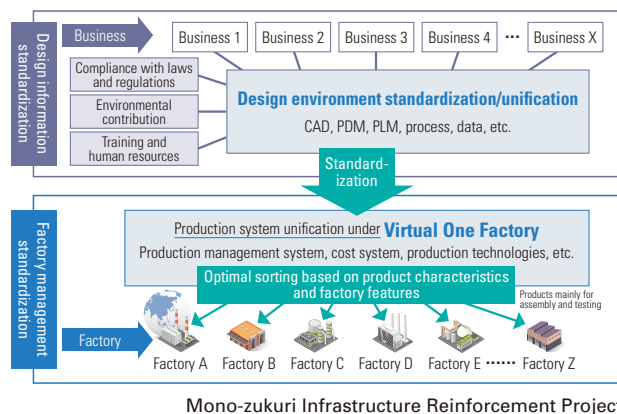 Design information
standardization
Business
Business 1
Business 2
Business 3
Business 4
...
Business X
Compliance with laws
and regulations
Environmental
contribution
Training and
human resources
Design environment standardization/unification
CAD, PDM, PLM, process, data, etc.
Standard-
ization
Factory management
standardization
Production system unification under Virtual One Factory
Production management system, cost system, production technologies, etc.
Optimal sorting based on product characteristics
and factory features
Products mainly for
assembly and testing
Factory
Factory A
Factory B
Factory C
Factory D
Factory E
······
Factory Z
Mono-zukuri Infrastructure Reinforcement Project